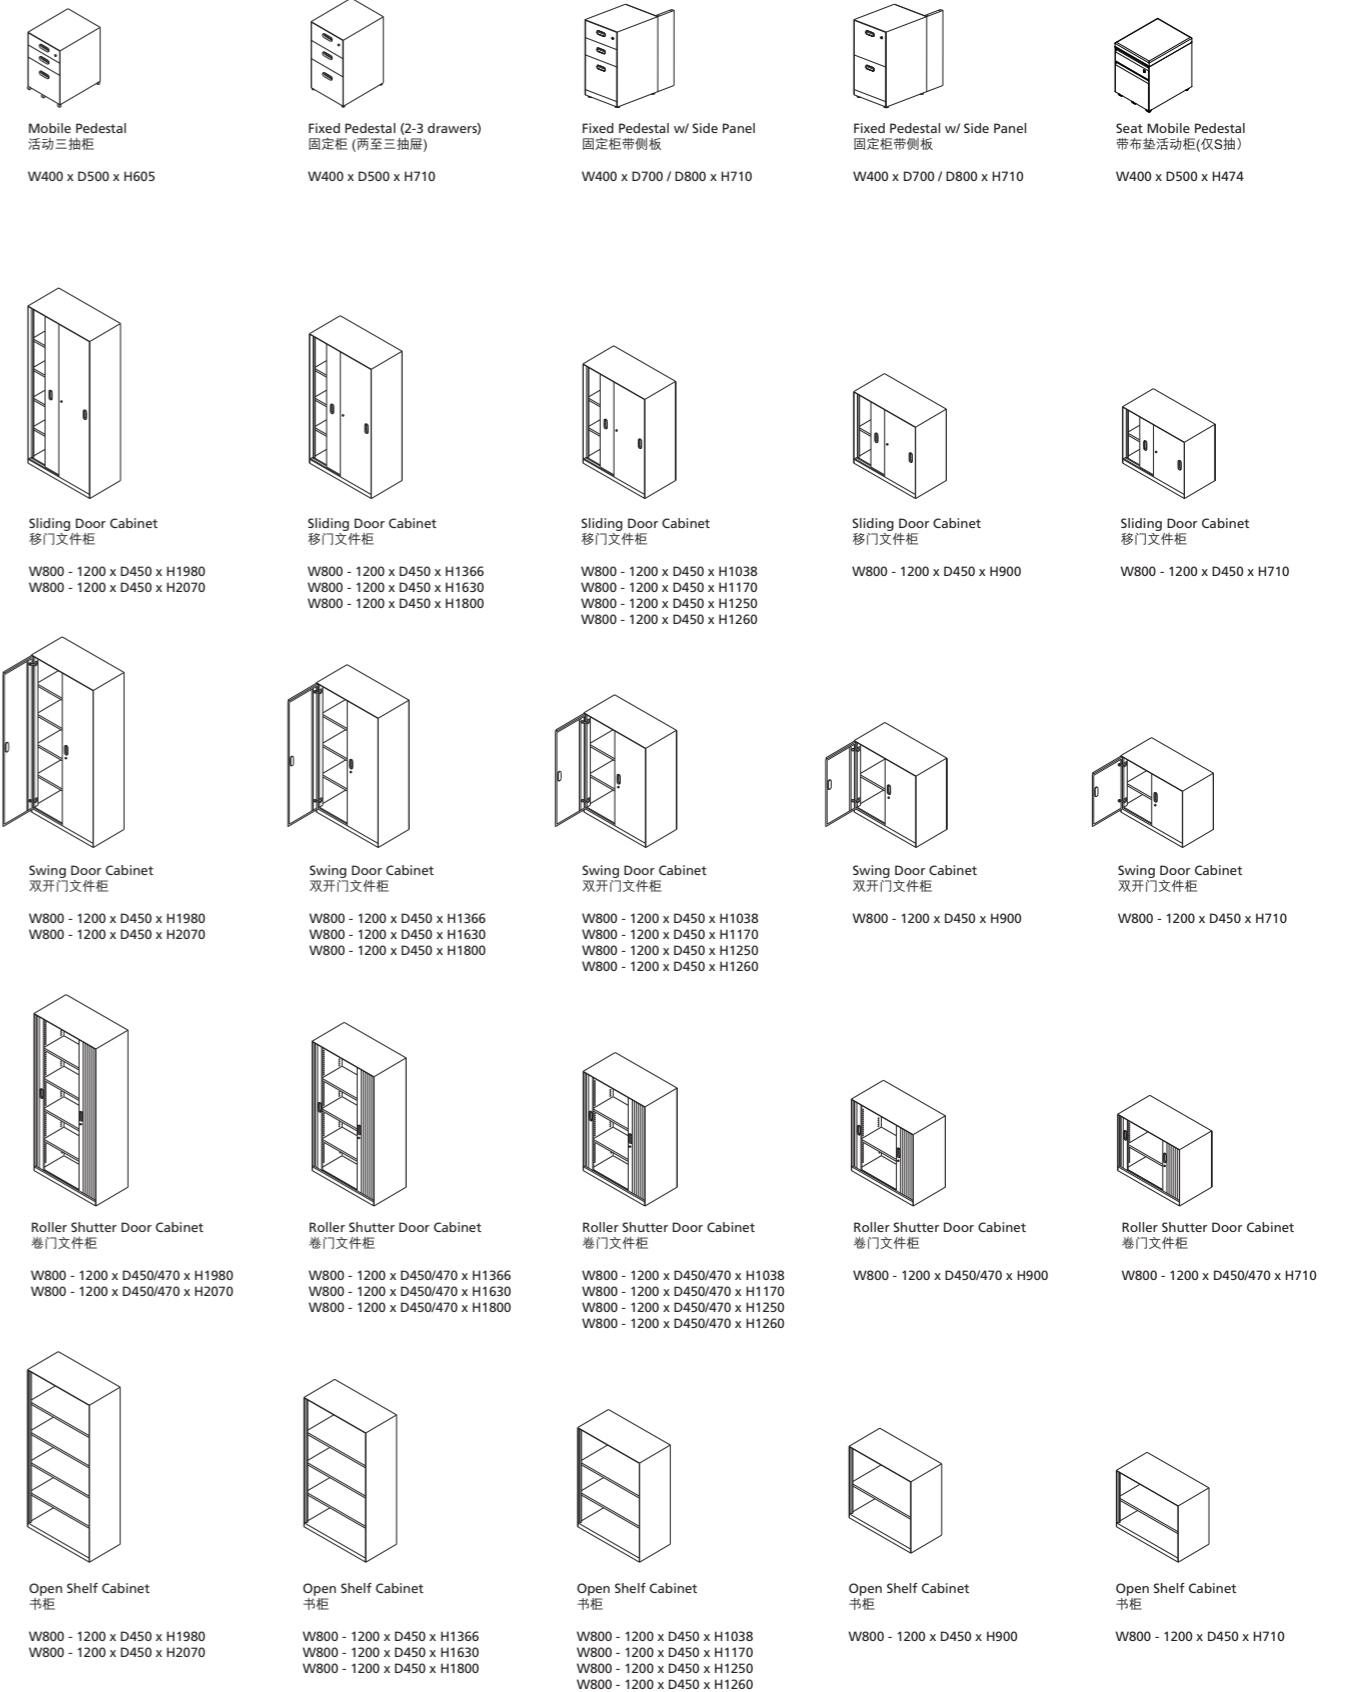 Mobile Pedestal
活动三抽柜
W400 x D500 x H605
Fixed Pedestal (2-3 drawers)
固定柜 (两至三抽屉)
W400 x D500 x H710
Fixed Pedestal w/ Side Panel
固定柜带侧板
W400 x D700 / D800 x H710
Fixed Pedestal w/ Side Panel
固定柜带侧板
W400 x D700 / D800 x H710
Seat Mobile Pedestal
带布垫活动柜(仅S抽）
W400 x D500 x H474
Sliding Door Cabinet
移门文件柜
W800 - 1200 x D450 x H1980
W800 - 1200 x D450 x H2070
Sliding Door Cabinet
移门文件柜
W800 - 1200 x D450 x H1366
W800 - 1200 x D450 x H1630
W800 - 1200 x D450 x H1800
Sliding Door Cabinet
移门文件柜
W800 - 1200 x D450 x H1038
W800 - 1200 x D450 x H1170
W800 - 1200 x D450 x H1250
W800 - 1200 x D450 x H1260
Sliding Door Cabinet
移门文件柜
W800 - 1200 x D450 x H900
Sliding Door Cabinet
移门文件柜
W800 - 1200 x D450 x H710
Swing Door Cabinet
双开门文件柜
W800 - 1200 x D450 x H1980
W800 - 1200 x D450 x H2070
Swing Door Cabinet
双开门文件柜
W800 - 1200 x D450 x H1366
W800 - 1200 x D450 x H1630
W800 - 1200 x D450 x H1800
Swing Door Cabinet
双开门文件柜
W800 - 1200 x D450 x H1038
W800 - 1200 x D450 x H1170
W800 - 1200 x D450 x H1250
W800 - 1200 x D450 x H1260
Swing Door Cabinet
双开门文件柜
W800 - 1200 x D450 x H900
Swing Door Cabinet
双开门文件柜
W800 - 1200 x D450 x H710
Roller Shutter Door Cabinet
卷门文件柜
W800 - 1200 x D450/470 x H1980
W800 - 1200 x D450/470 x H2070
Roller Shutter Door Cabinet
卷门文件柜
W800 - 1200 x D450/470 x H1366
W800 - 1200 x D450/470 x H1630
W800 - 1200 x D450/470 x H1800
Roller Shutter Door Cabinet
卷门文件柜
W800 - 1200 x D450/470 x H1038
W800 - 1200 x D450/470 x H1170
W800 - 1200 x D450/470 x H1250
W800 - 1200 x D450/470 x H1260
Roller Shutter Door Cabinet
卷门文件柜
W800 - 1200 x D450/470 x H900
Roller Shutter Door Cabinet
卷门文件柜
W800 - 1200 x D450/470 x H710
Open Shelf Cabinet
书柜
W800 - 1200 x D450 x H1980
W800 - 1200 x D450 x H2070
Open Shelf Cabinet
书柜
W800 - 1200 x D450 x H1366
W800 - 1200 x D450 x H1630
W800 - 1200 x D450 x H1800
Open Shelf Cabinet
书柜
W800 - 1200 x D450 x H1038
W800 - 1200 x D450 x H1170
W800 - 1200 x D450 x H1250
W800 - 1200 x D450 x H1260
Open Shelf Cabinet
书柜
W800 - 1200 x D450 x H900
Open Shelf Cabinet
书柜
W800 - 1200 x D450 x H710